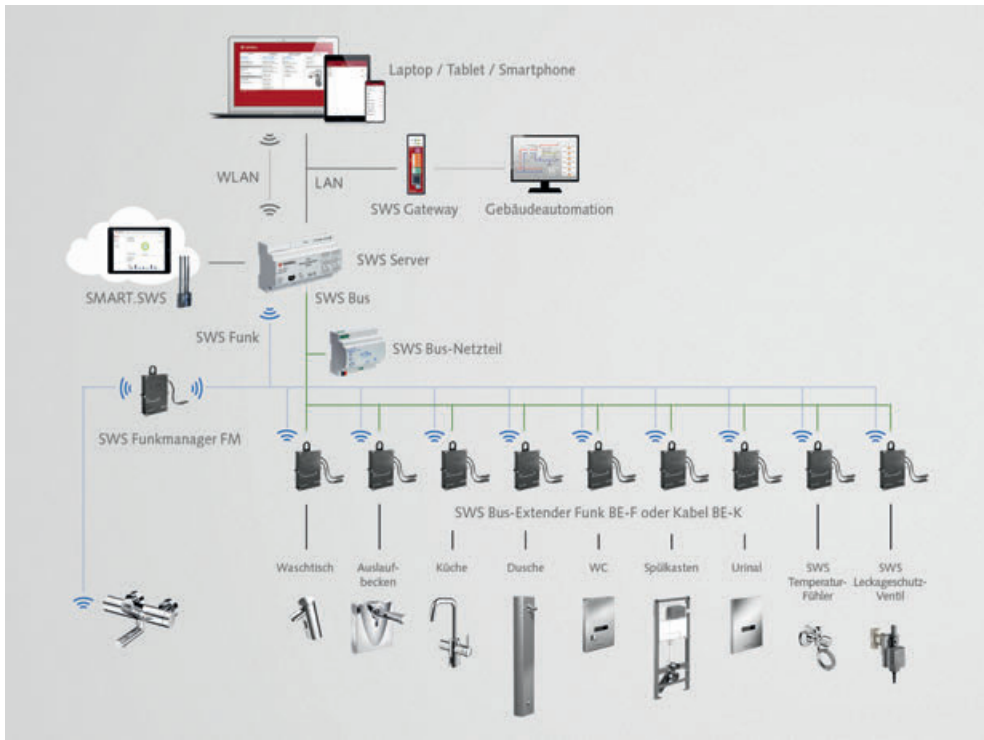 Laptop / Tablet / Smartphone
WLAN
LAN
SWS Gateway
Gebäudeautomation
SWS Server
SMART.SWS
SWS Bus
SWS Funk
SWS Bus-Netzteil
SWS Funkmanager FM
SWS Bus-Extender Funk BE-F oder Kabel BE-K
Waschtisch
Auslauf-
becken
Küche
Dusche
WC
Spülkasten
Urinal
SWS
Temperatur-
Fühler
SWS
Leckageschutz-
Ventil